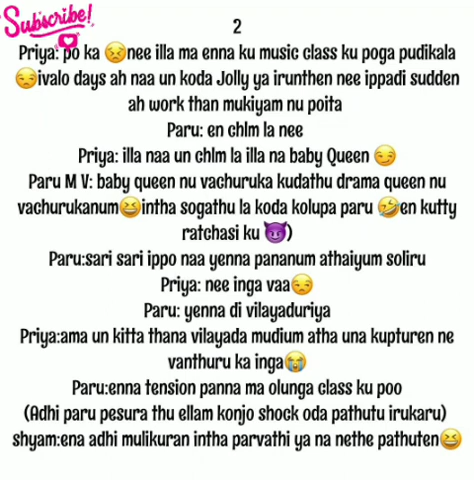 Subscribe!
2
Priya: po ka 😣nee illa ma enna ku music class ku poga pudikala
😒ivalo days ah naa un koda Jolly ya irunthen nee ippadi sudden
ah work than mukiyam nu poita
Paru: en chlm la nee
Priya: illa naa un chlm la illa na baby Queen 😏
Paru M V: baby queen nu vachuruka kudathu drama queen nu
vachurukanum😆intha sogathu la koda kolupa paru 🤣en kutty
ratchasi ku 😈)
Paru:sari sari ippo naa yenna pananum athaiyum soliru
Priya: nee inga vaa😒
Paru: yenna di vilayaduriya
Priya:ama un kitta thana vilayada mudium atha una kupturen ne
vanthuru ka inga😭
Paru:enna tension panna ma olunga class ku poo
(Adhi paru pesura thu ellam konjo shock oda pathutu irukaru)
shyam:ena adhi mulikuran intha parvathi ya na nethe pathuten😆